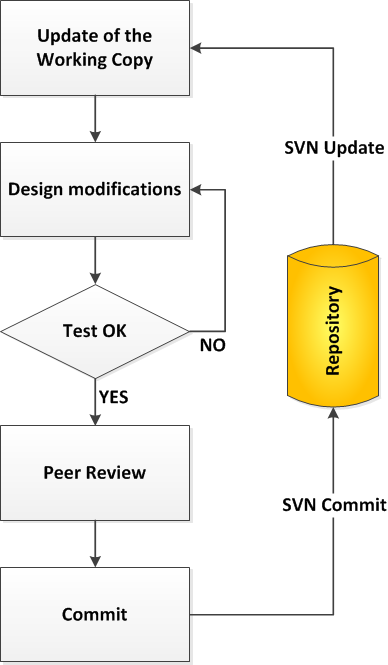 Update of the
Working Copy
SVN Update
Design modifications
Repository
Test OK
NO
YES
Peer Review
SVN Commit
Commit